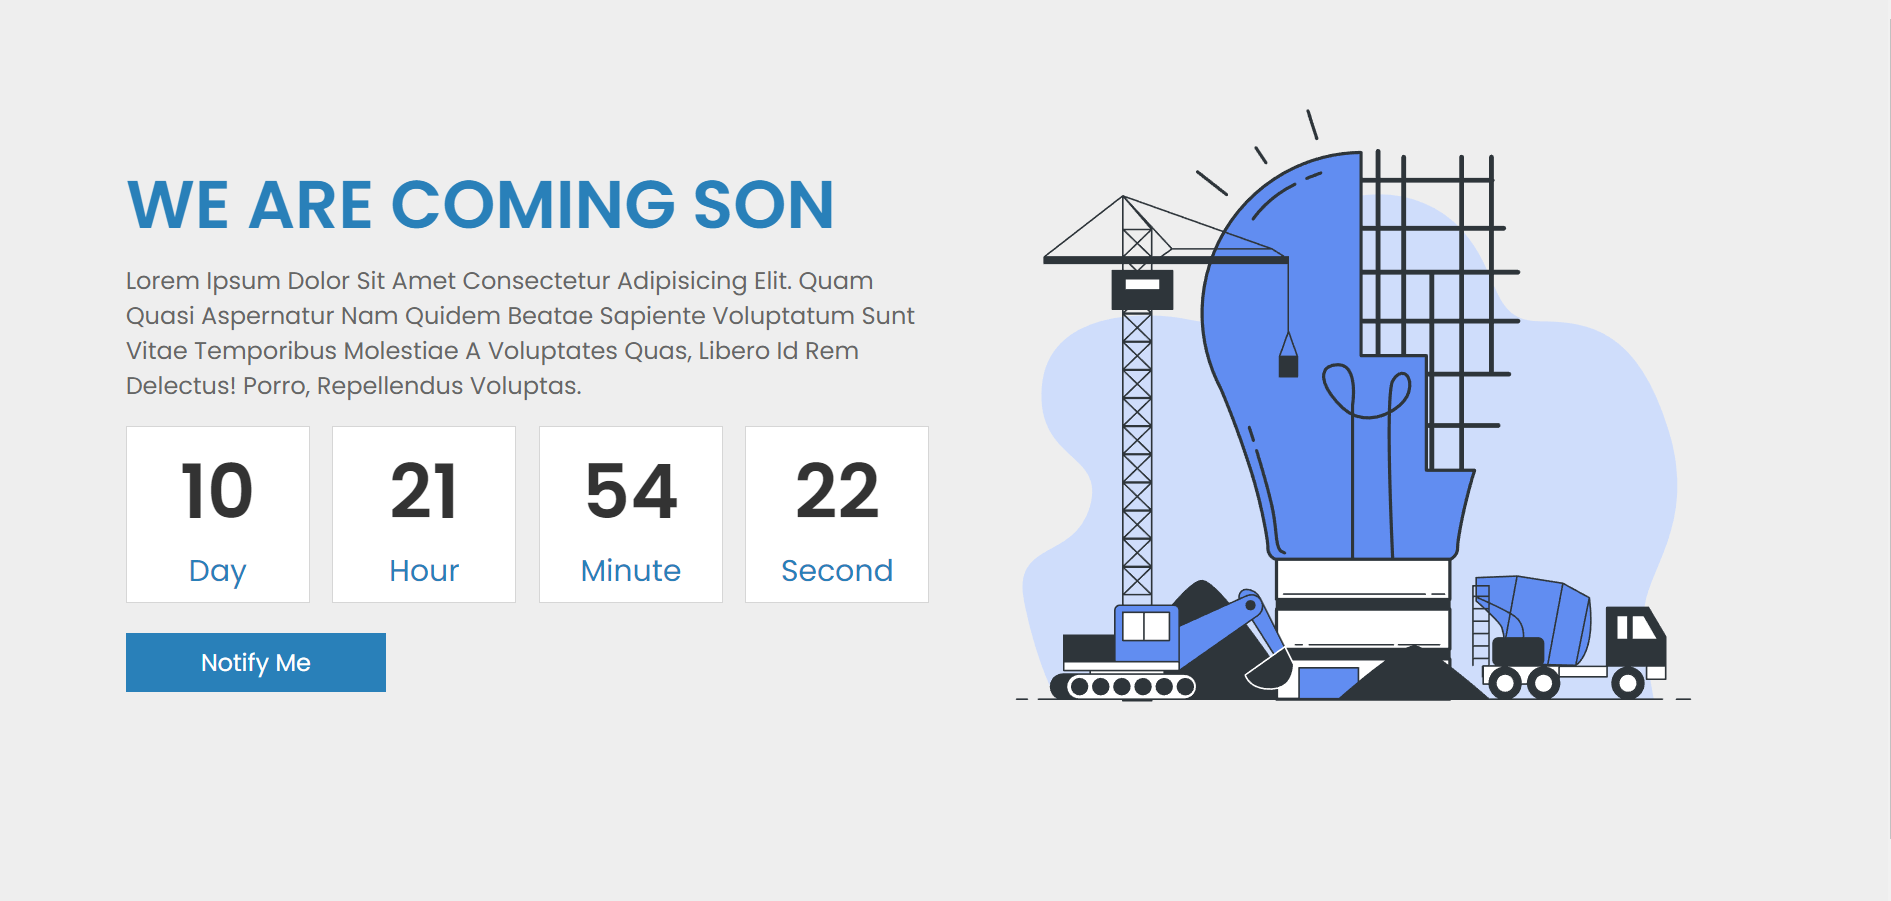 WE ARE COMING SON
Lorem Ipsum Dolor Sit Amet Consectetur Adipisicing Elit. Quam
Quasi Aspernatur Nam Quidem Beatae Sapiente Voluptatum Sunt
Vitae Temporibus Molestiae A Voluptates Quas, Libero Id Rem
Delectus! Porro, Repellendus Voluptas.
10 21 54 22
Day Hour Minute Second
Notify Me